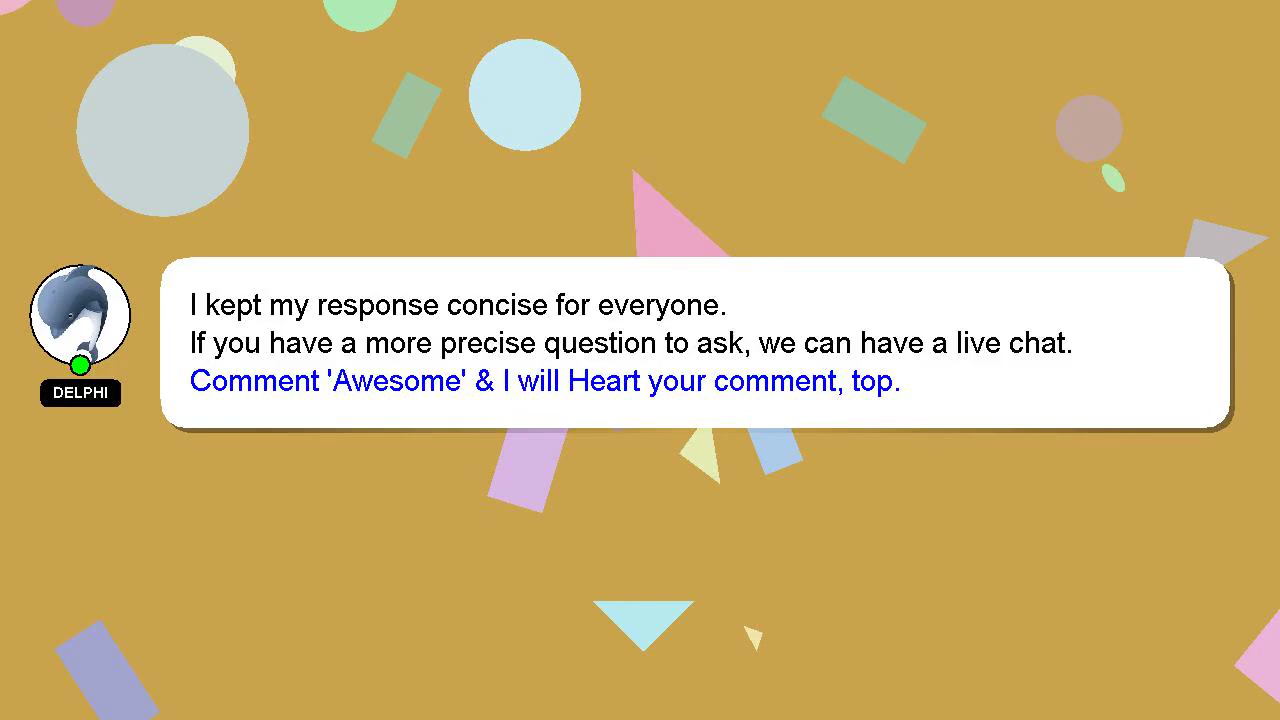 I kept my response concise for everyone.
If you have a more precise question to ask, we can have a live chat.
Comment 'Awesome' & I will Heart your comment, top.
DELPHI